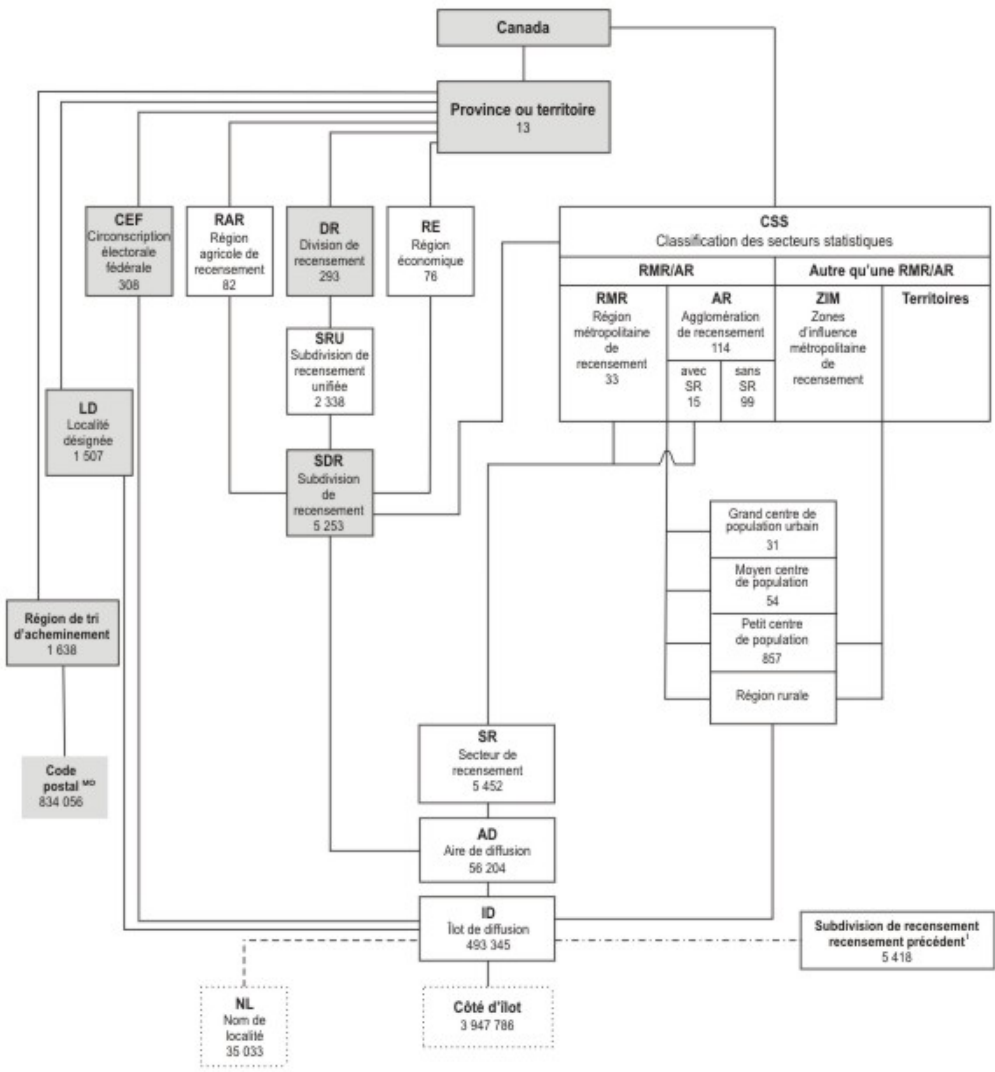 Canada
Province ou territoire
13
CEF
Circonscription
électorale
fédérale
308
RAR
Région
agricole de
recensement
82
DR
Division de
recensement
293
RE
Région
économique
76
CSS
Classification des secteurs statistiques
RMR/AR
Autre qu'une RMR/AR
RMR
Région
métropolitaine
de
recensement
33
AR
Agglomération
de recensement
114
avec
SR
15
sans
SR
99
ZIM
Zones
d'influence
métropolitaine
de
recensement
Territoires
SRU
Subdivision de
recensement
unifiée
2 338
LD
Localité
désignée
1 507
SDR
Subdivision
de
recensement
5 253
Grand centre de
population urbain
31
Moyen centre
de population
54
Petit centre
de population
857
Région rurale
Région de tri
d'acheminement
1 638
Code
postal MD
834 056
SR
Secteur de
recensement
5 452
AD
Aire de diffusion
56 204
ID
Îlot de diffusion
493 345
Subdivision de recensement
recensement précédent¹
5 418
NL
Nom de
localité
35 033
Côté d'îlot
3 947 786